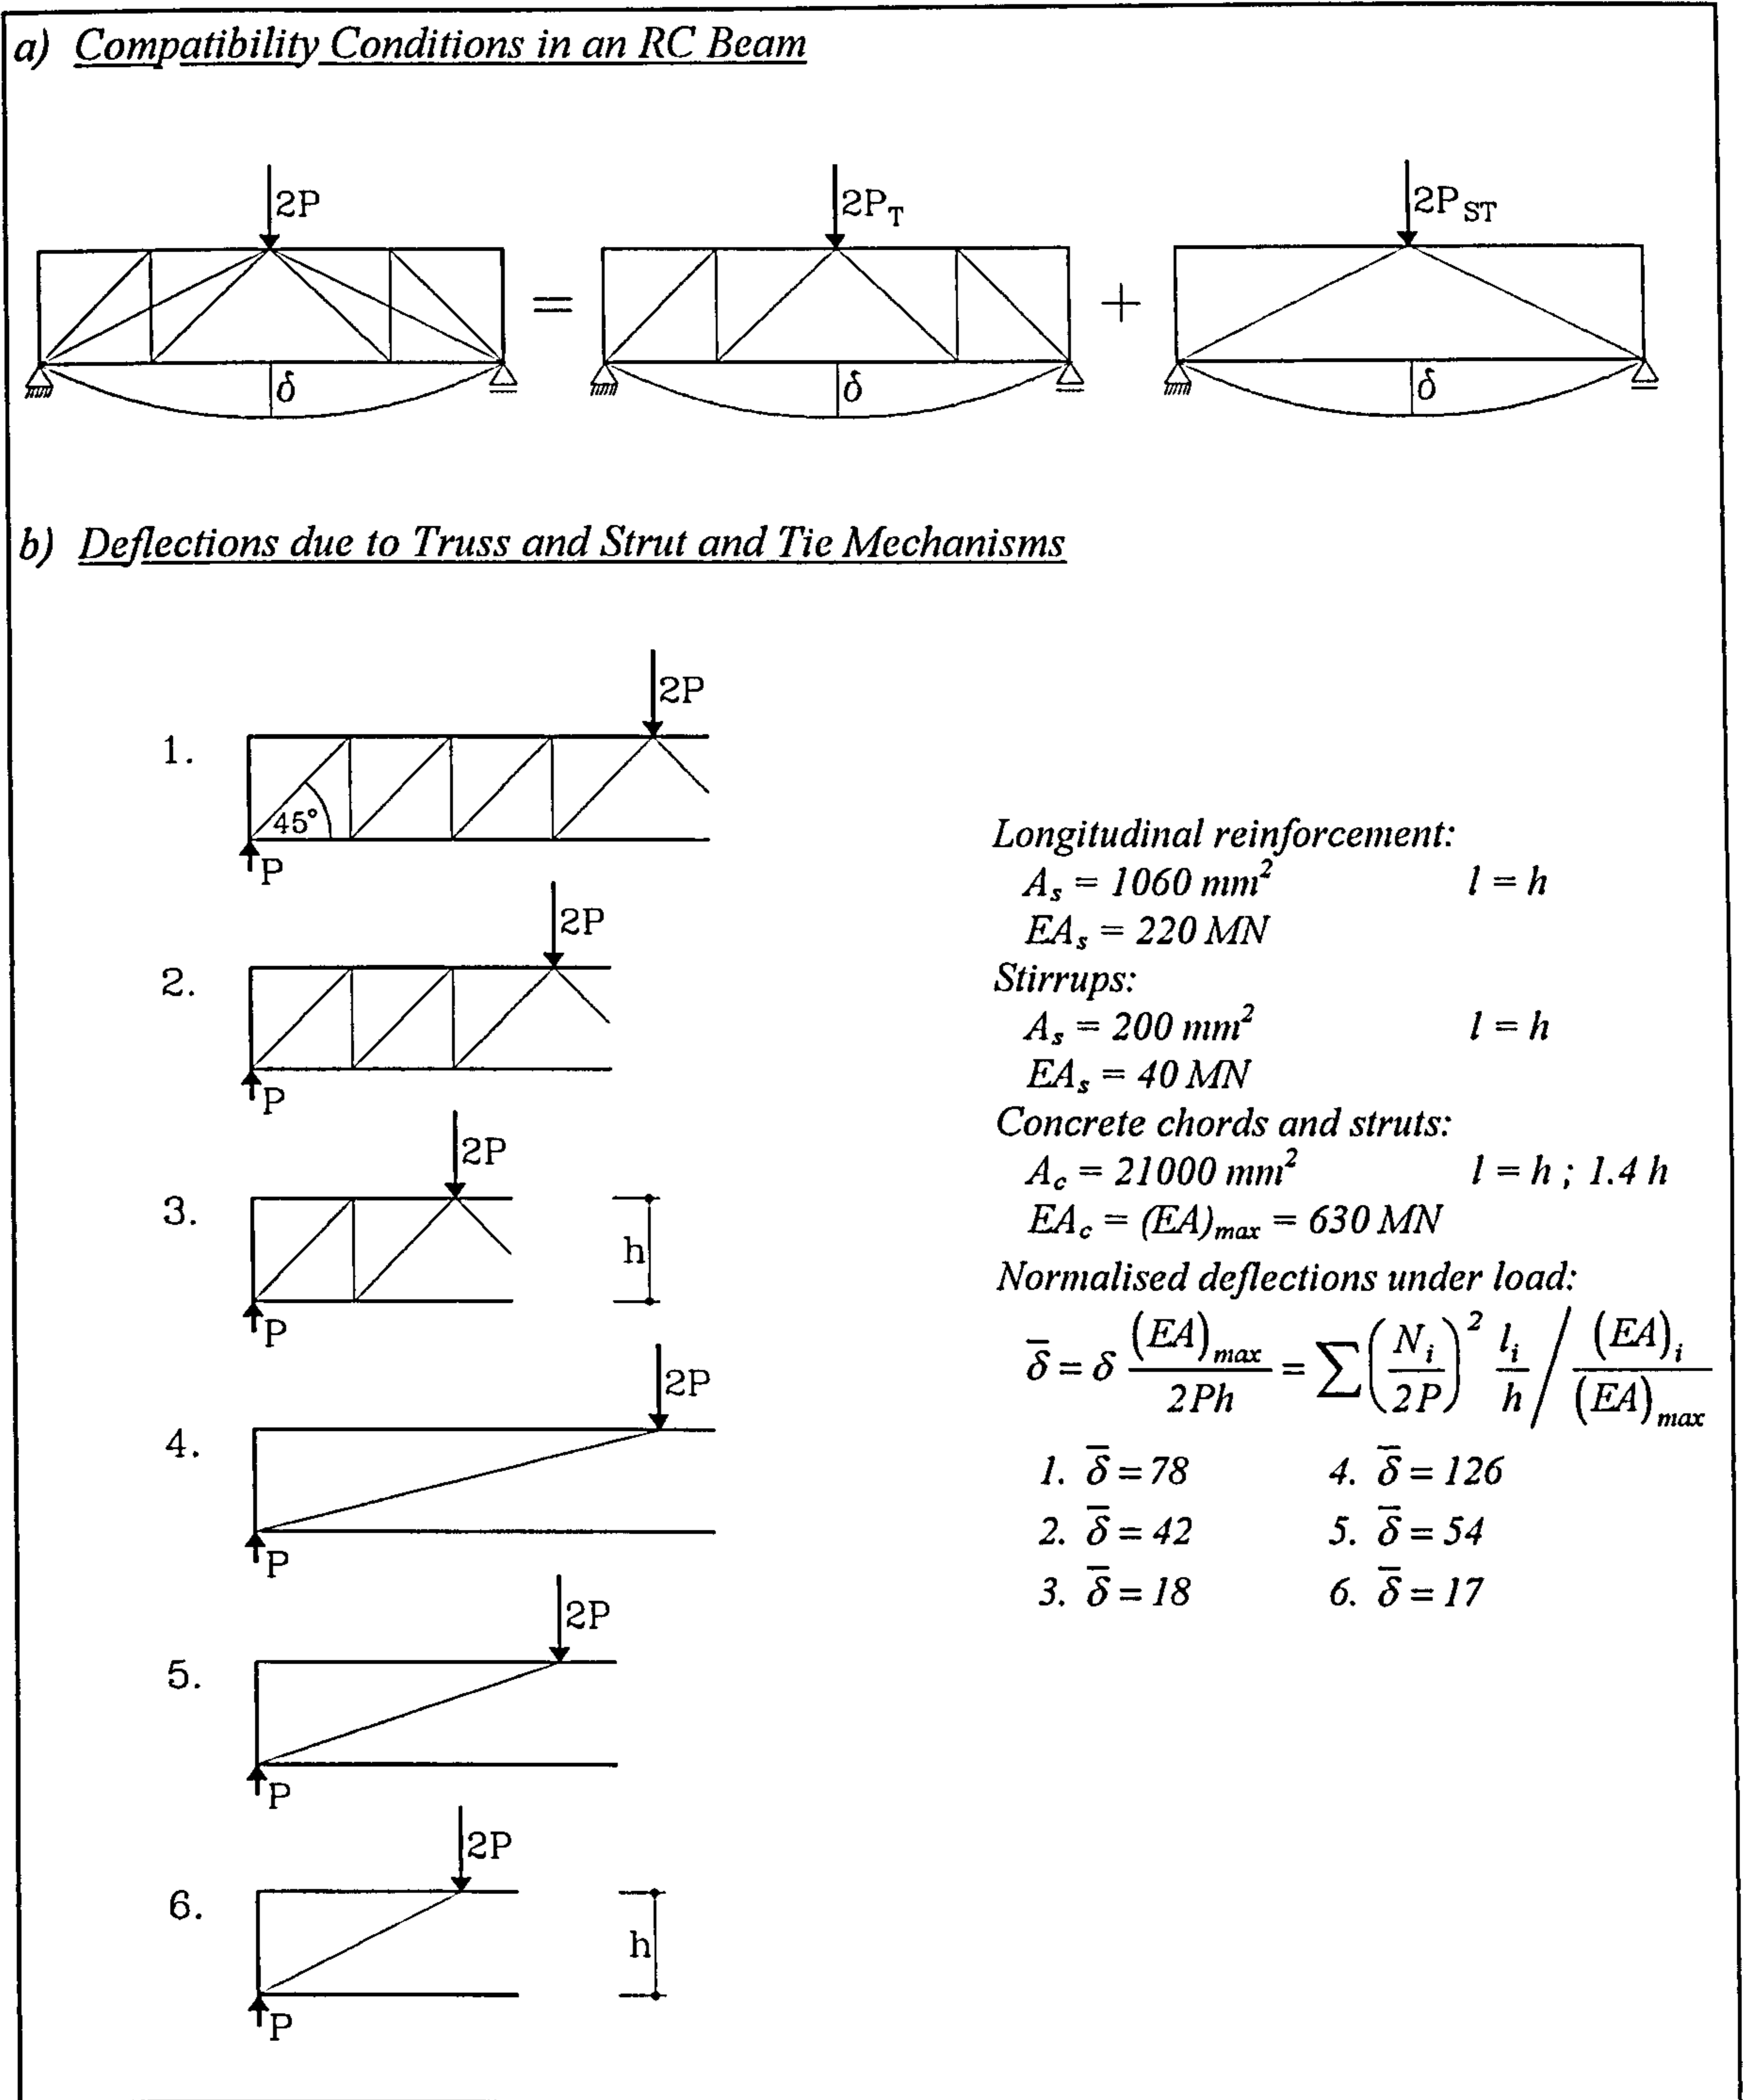 a) Compatibility Conditions in an RC Beam
2P
2P_T
2P_ST
=
+
δ
δ
δ
b) Deflections due to Truss and Strut and Tie Mechanisms
1.
2P
45°
P
2.
2P
P
3.
2P
h
P
4.
2P
P
5.
2P
P
6.
2P
h
P
Longitudinal reinforcement:
A_s = 1060 mm² l = h
EA_s = 220 MN
Stirrups:
A_s = 200 mm² l = h
EA_s = 40 MN
Concrete chords and struts:
A_c = 21000 mm² l = h ; 1.4 h
EA_c = (EA)_max = 630 MN
Normalised deflections under load:
δ̄ = δ (EA)_max / 2Ph = Σ (N_i / 2P)² l_i / h / (EA)_i / (EA)_max
1. δ̄ = 78 4. δ̄ = 126
2. δ̄ = 42 5. δ̄ = 54
3. δ̄ = 18 6. δ̄ = 17